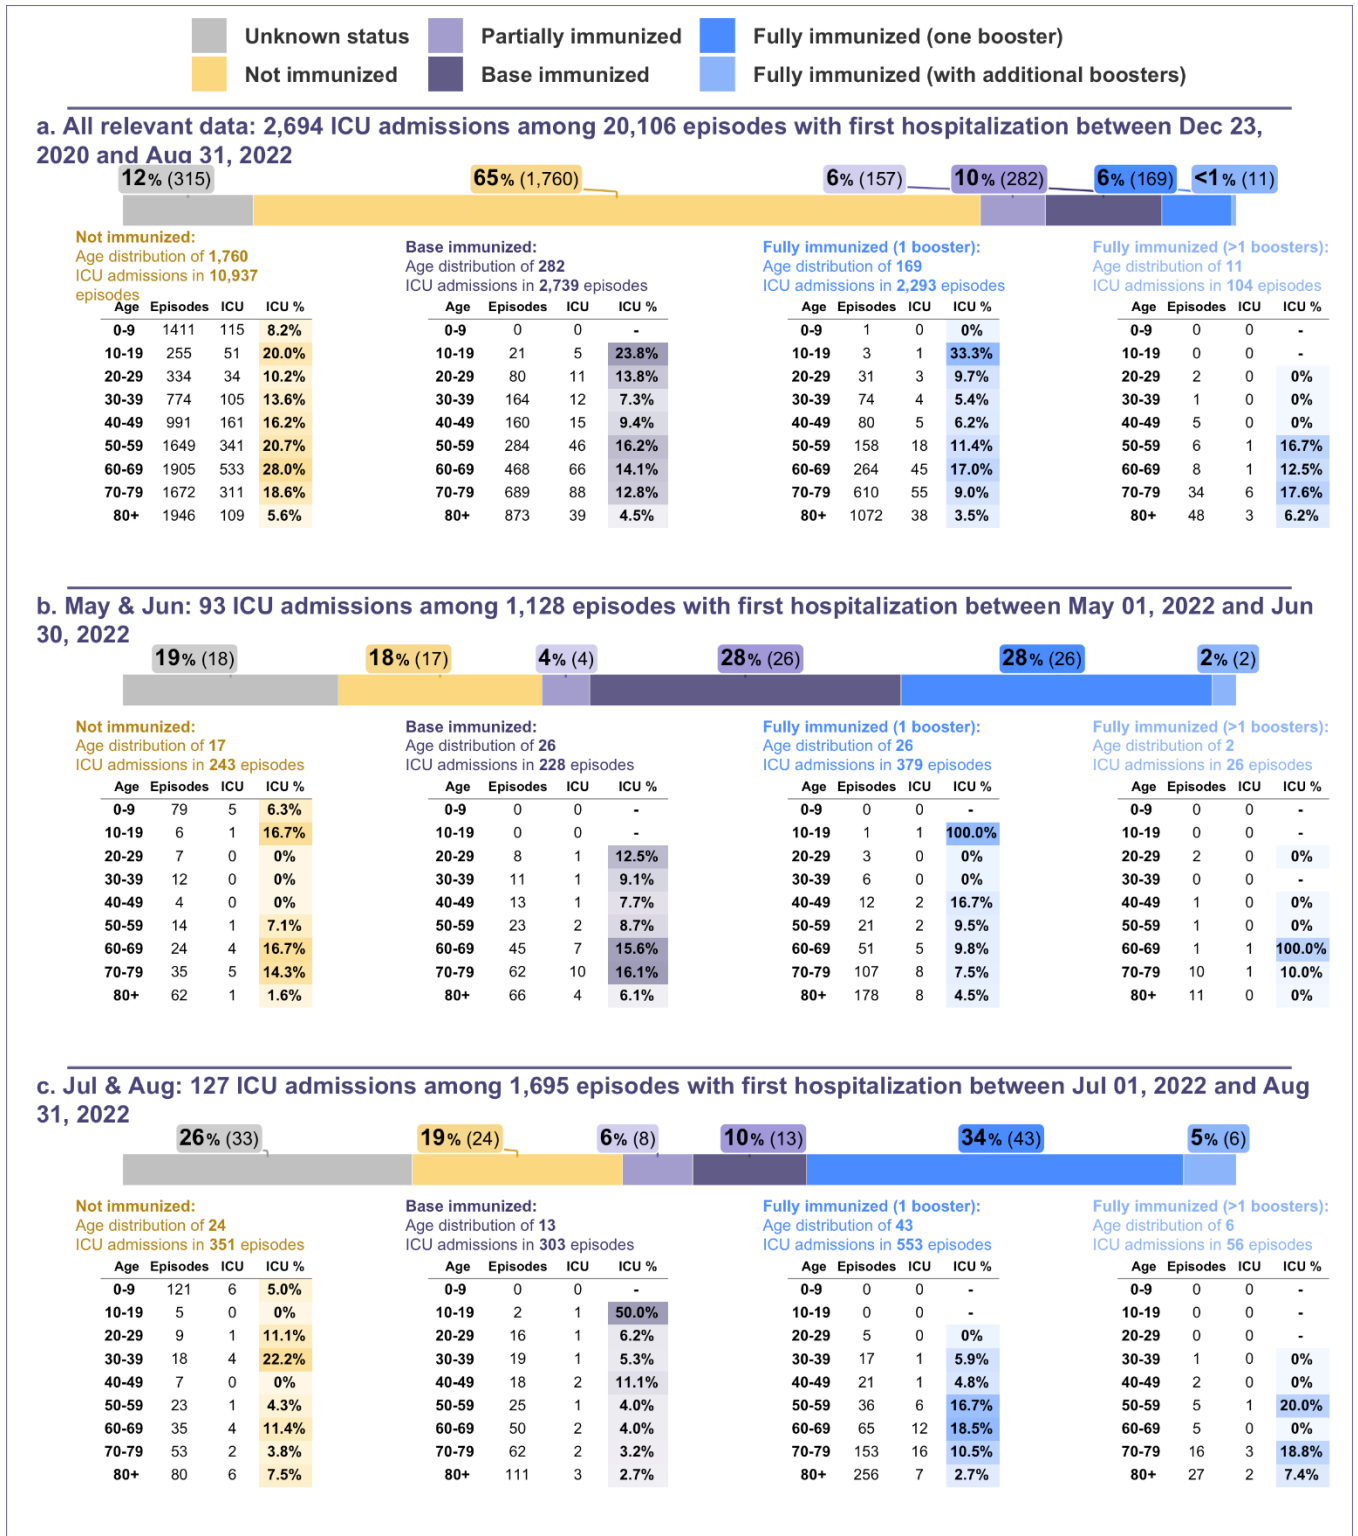 Unknown status Partially immunized Fully immunized (one booster)
Not immunized Base immunized Fully immunized (with additional boosters)
a. All relevant data: 2,694 ICU admissions among 20,106 episodes with first hospitalization between Dec 23,
2020 and Aug 31, 2022
12% (315) 65% (1,760) 6% (157) 10% (282) 6% (169) <1% (11)
Not immunized:
Age distribution of 1,760
ICU admissions in 10,937
episodes
Age Episodes ICU ICU %
0-9 1411 115 8.2%
10-19 255 51 20.0%
20-29 334 34 10.2%
30-39 774 105 13.6%
40-49 991 161 16.2%
50-59 1649 341 20.7%
60-69 1905 533 28.0%
70-79 1672 311 18.6%
80+ 1946 109 5.6%
Base immunized:
Age distribution of 282
ICU admissions in 2,739 episodes
Age Episodes ICU ICU %
0-9 0 0 -
10-19 21 5 23.8%
20-29 80 11 13.8%
30-39 164 12 7.3%
40-49 160 15 9.4%
50-59 284 46 16.2%
60-69 468 66 14.1%
70-79 689 88 12.8%
80+ 873 39 4.5%
Fully immunized (1 booster):
Age distribution of 169
ICU admissions in 2,293 episodes
Age Episodes ICU ICU %
0-9 1 0 0%
10-19 3 1 33.3%
20-29 31 3 9.7%
30-39 74 4 5.4%
40-49 80 5 6.2%
50-59 158 18 11.4%
60-69 264 45 17.0%
70-79 610 55 9.0%
80+ 1072 38 3.5%
Fully immunized (>1 boosters):
Age distribution of 11
ICU admissions in 104 episodes
Age Episodes ICU ICU %
0-9 0 0 -
10-19 0 0 -
20-29 2 0 0%
30-39 1 0 0%
40-49 5 0 0%
50-59 6 1 16.7%
60-69 8 1 12.5%
70-79 34 6 17.6%
80+ 48 3 6.2%
b. May & Jun: 93 ICU admissions among 1,128 episodes with first hospitalization between May 01, 2022 and Jun
30, 2022
19% (18) 18% (17) 4% (4) 28% (26) 28% (26) 2% (2)
Not immunized:
Age distribution of 17
ICU admissions in 243 episodes
Age Episodes ICU ICU %
0-9 79 5 6.3%
10-19 6 1 16.7%
20-29 7 0 0%
30-39 12 0 0%
40-49 4 0 0%
50-59 14 1 7.1%
60-69 24 4 16.7%
70-79 35 5 14.3%
80+ 62 1 1.6%
Base immunized:
Age distribution of 26
ICU admissions in 228 episodes
Age Episodes ICU ICU %
0-9 0 0 -
10-19 0 0 -
20-29 8 1 12.5%
30-39 11 1 9.1%
40-49 13 1 7.7%
50-59 23 2 8.7%
60-69 45 7 15.6%
70-79 62 10 16.1%
80+ 66 4 6.1%
Fully immunized (1 booster):
Age distribution of 26
ICU admissions in 379 episodes
Age Episodes ICU ICU %
0-9 0 0 -
10-19 1 1 100.0%
20-29 3 0 0%
30-39 6 0 0%
40-49 12 2 16.7%
50-59 21 2 9.5%
60-69 51 5 9.8%
70-79 107 8 7.5%
80+ 178 8 4.5%
Fully immunized (>1 boosters):
Age distribution of 2
ICU admissions in 26 episodes
Age Episodes ICU ICU %
0-9 0 0 -
10-19 0 0 -
20-29 2 0 0%
30-39 0 0 -
40-49 1 0 0%
50-59 1 0 0%
60-69 1 1 100.0%
70-79 10 1 10.0%
80+ 11 0 0%
c. Jul & Aug: 127 ICU admissions among 1,695 episodes with first hospitalization between Jul 01, 2022 and Aug
31, 2022
26% (33) 19% (24) 6% (8) 10% (13) 34% (43) 5% (6)
Not immunized:
Age distribution of 24
ICU admissions in 351 episodes
Age Episodes ICU ICU %
0-9 121 6 5.0%
10-19 5 0 0%
20-29 9 1 11.1%
30-39 18 4 22.2%
40-49 7 0 0%
50-59 23 1 4.3%
60-69 35 4 11.4%
70-79 53 2 3.8%
80+ 80 6 7.5%
Base immunized:
Age distribution of 13
ICU admissions in 303 episodes
Age Episodes ICU ICU %
0-9 0 0 -
10-19 2 1 50.0%
20-29 16 1 6.2%
30-39 19 1 5.3%
40-49 18 2 11.1%
50-59 25 1 4.0%
60-69 50 2 4.0%
70-79 62 2 3.2%
80+ 111 3 2.7%
Fully immunized (1 booster):
Age distribution of 43
ICU admissions in 553 episodes
Age Episodes ICU ICU %
0-9 0 0 -
10-19 0 0 -
20-29 5 0 0%
30-39 17 1 5.9%
40-49 21 1 4.8%
50-59 36 6 16.7%
60-69 65 12 18.5%
70-79 153 16 10.5%
80+ 256 7 2.7%
Fully immunized (>1 boosters):
Age distribution of 6
ICU admissions in 56 episodes
Age Episodes ICU ICU %
0-9 0 0 -
10-19 0 0 -
20-29 0 0 -
30-39 1 0 0%
40-49 2 0 0%
50-59 5 1 20.0%
60-69 5 0 0%
70-79 16 3 18.8%
80+ 27 2 7.4%